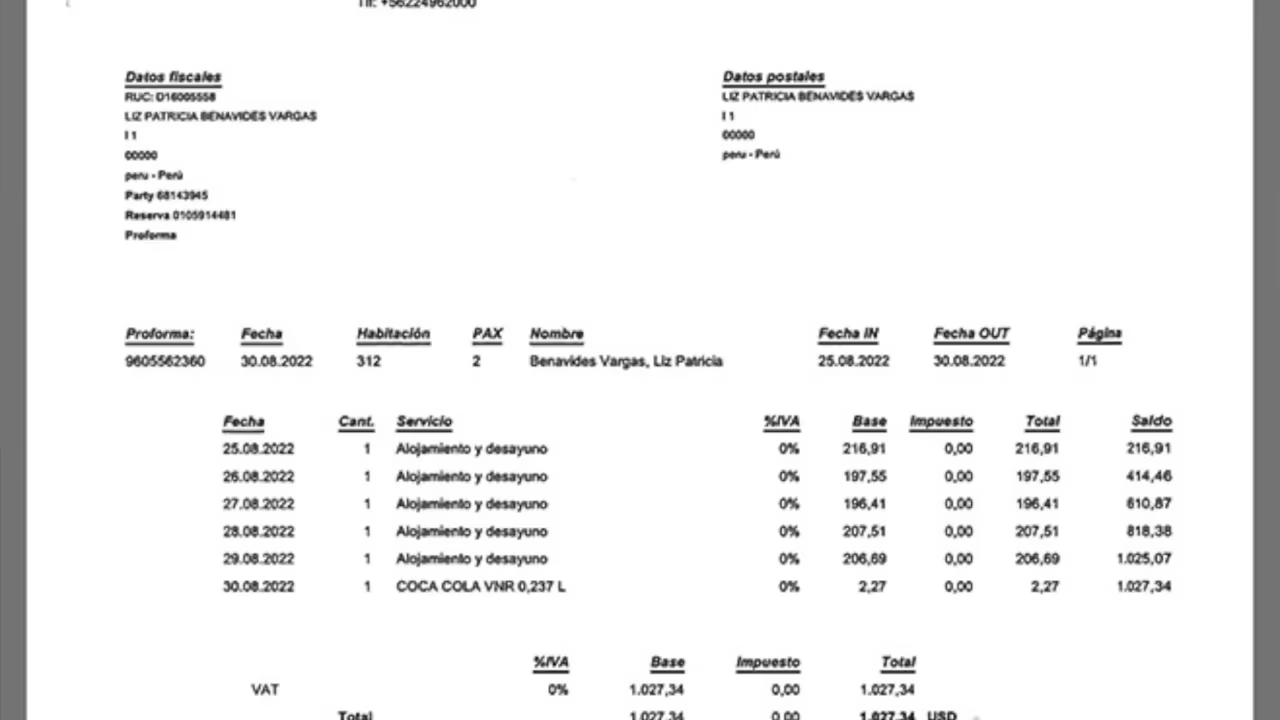 Tlf: +56224962000
Datos fiscales
RUC: D16005558
LIZ PATRICIA BENAVIDES VARGAS
I 1
00000
peru - Perú
Party 68143945
Reserva 0105914481
Proforma
Datos postales
LIZ PATRICIA BENAVIDES VARGAS
I 1
00000
peru - Perú
Proforma: Fecha Habitación PAX Nombre Fecha IN Fecha OUT Página
9605562360 30.08.2022 312 2 Benavides Vargas, Liz Patricia 25.08.2022 30.08.2022 1/1
Fecha Cant. Servicio %IVA Base Impuesto Total Saldo
25.08.2022 1 Alojamiento y desayuno 0% 216,91 0,00 216,91 216,91
26.08.2022 1 Alojamiento y desayuno 0% 197,55 0,00 197,55 414,46
27.08.2022 1 Alojamiento y desayuno 0% 196,41 0,00 196,41 610,87
28.08.2022 1 Alojamiento y desayuno 0% 207,51 0,00 207,51 818,38
29.08.2022 1 Alojamiento y desayuno 0% 206,69 0,00 206,69 1.025,07
30.08.2022 1 COCA COLA VNR 0,237 L 0% 2,27 0,00 2,27 1.027,34
%IVA Base Impuesto Total
VAT 0% 1.027,34 0,00 1.027,34
Total 1.027,34 0,00 1.027,34 USD